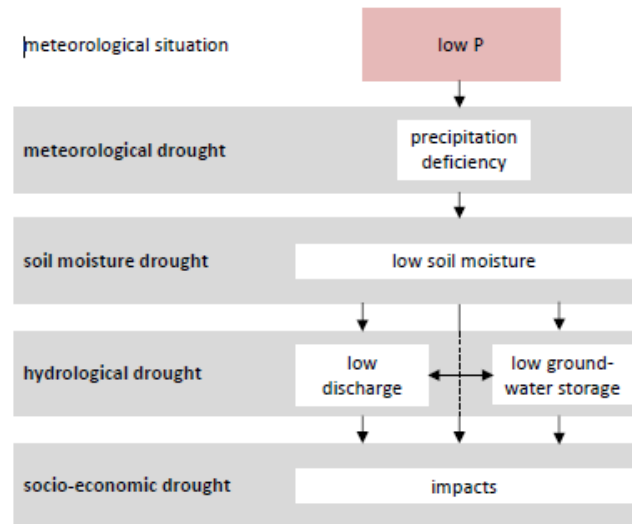 meteorological situation
low P
meteorological drought
precipitation
deficiency
soil moisture drought
low soil moisture
hydrological drought
low
discharge
low ground-
water storage
socio-economic drought
impacts